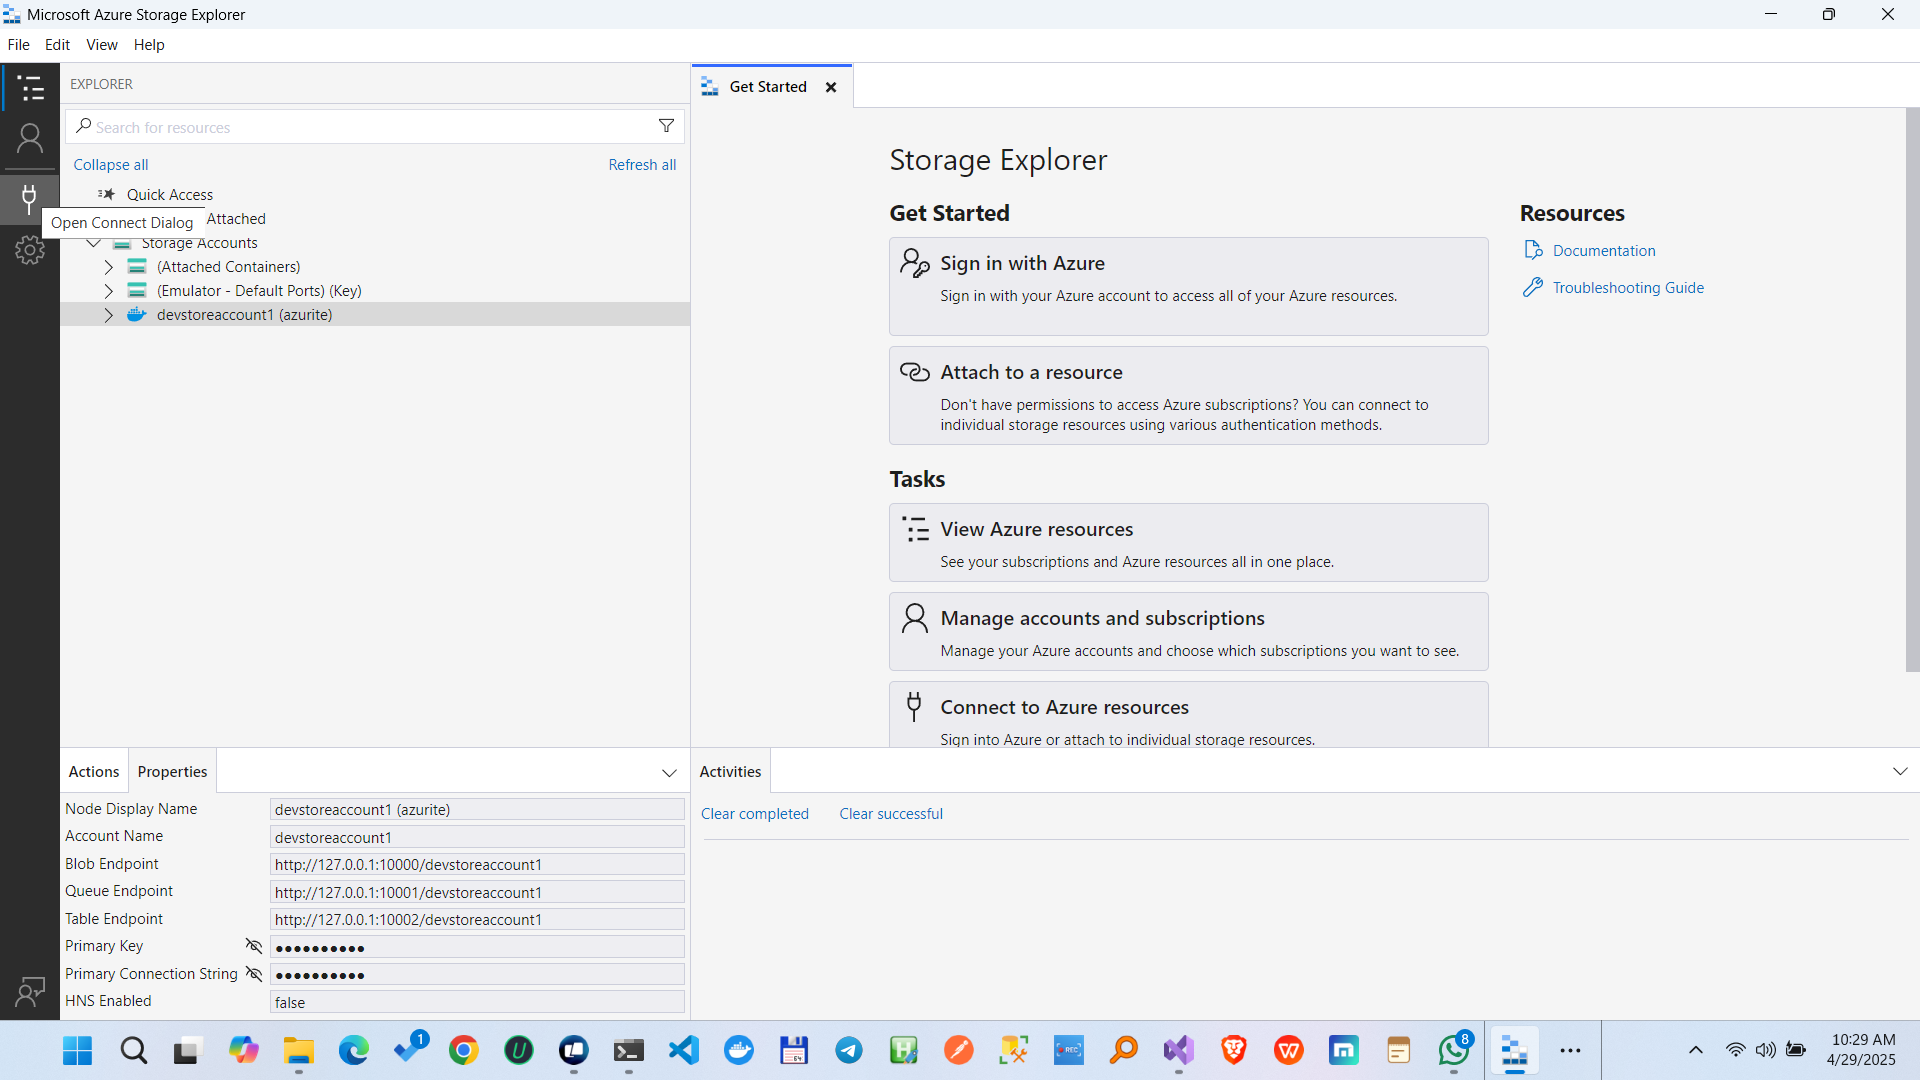 Microsoft Azure Storage Explorer
File Edit View Help
EXPLORER
Search for resources
Collapse all Refresh all
Quick Access
Attached
Open Connect Dialog
Storage Accounts
(Attached Containers)
(Emulator - Default Ports) (Key)
devstoreaccount1 (azurite)
Get Started
Storage Explorer
Get Started
Sign in with Azure
Sign in with your Azure account to access all of your Azure resources.
Attach to a resource
Don't have permissions to access Azure subscriptions? You can connect to
individual storage resources using various authentication methods.
Tasks
View Azure resources
See your subscriptions and Azure resources all in one place.
Manage accounts and subscriptions
Manage your Azure accounts and choose which subscriptions you want to see.
Connect to Azure resources
Sign into Azure or attach to individual storage resources.
Resources
Documentation
Troubleshooting Guide
Actions Properties
Node Display Name devstoreaccount1 (azurite)
Account Name devstoreaccount1
Blob Endpoint http://127.0.0.1:10000/devstoreaccount1
Queue Endpoint http://127.0.0.1:10001/devstoreaccount1
Table Endpoint http://127.0.0.1:10002/devstoreaccount1
Primary Key ●●●●●●●●●●
Primary Connection String ●●●●●●●●●●
HNS Enabled false
Activities
Clear completed Clear successful
1
64
REC
8
10:29 AM
4/29/2025